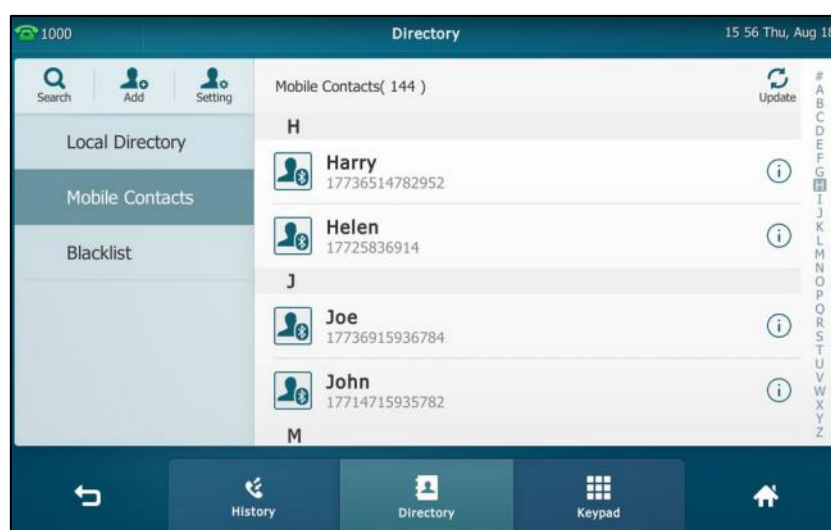 1000
Directory
15 56 Thu, Aug 18
Search
Add
Setting
Local Directory
Mobile Contacts
Blacklist
Mobile Contacts( 144 )
Update
H
Harry
17736514782952
Helen
17725836914
J
Joe
17736915936784
John
17714715935782
M
#
A
B
C
D
E
F
G
H
I
J
K
L
M
N
O
P
Q
R
S
T
U
V
W
X
Y
Z
History
Directory
Keypad